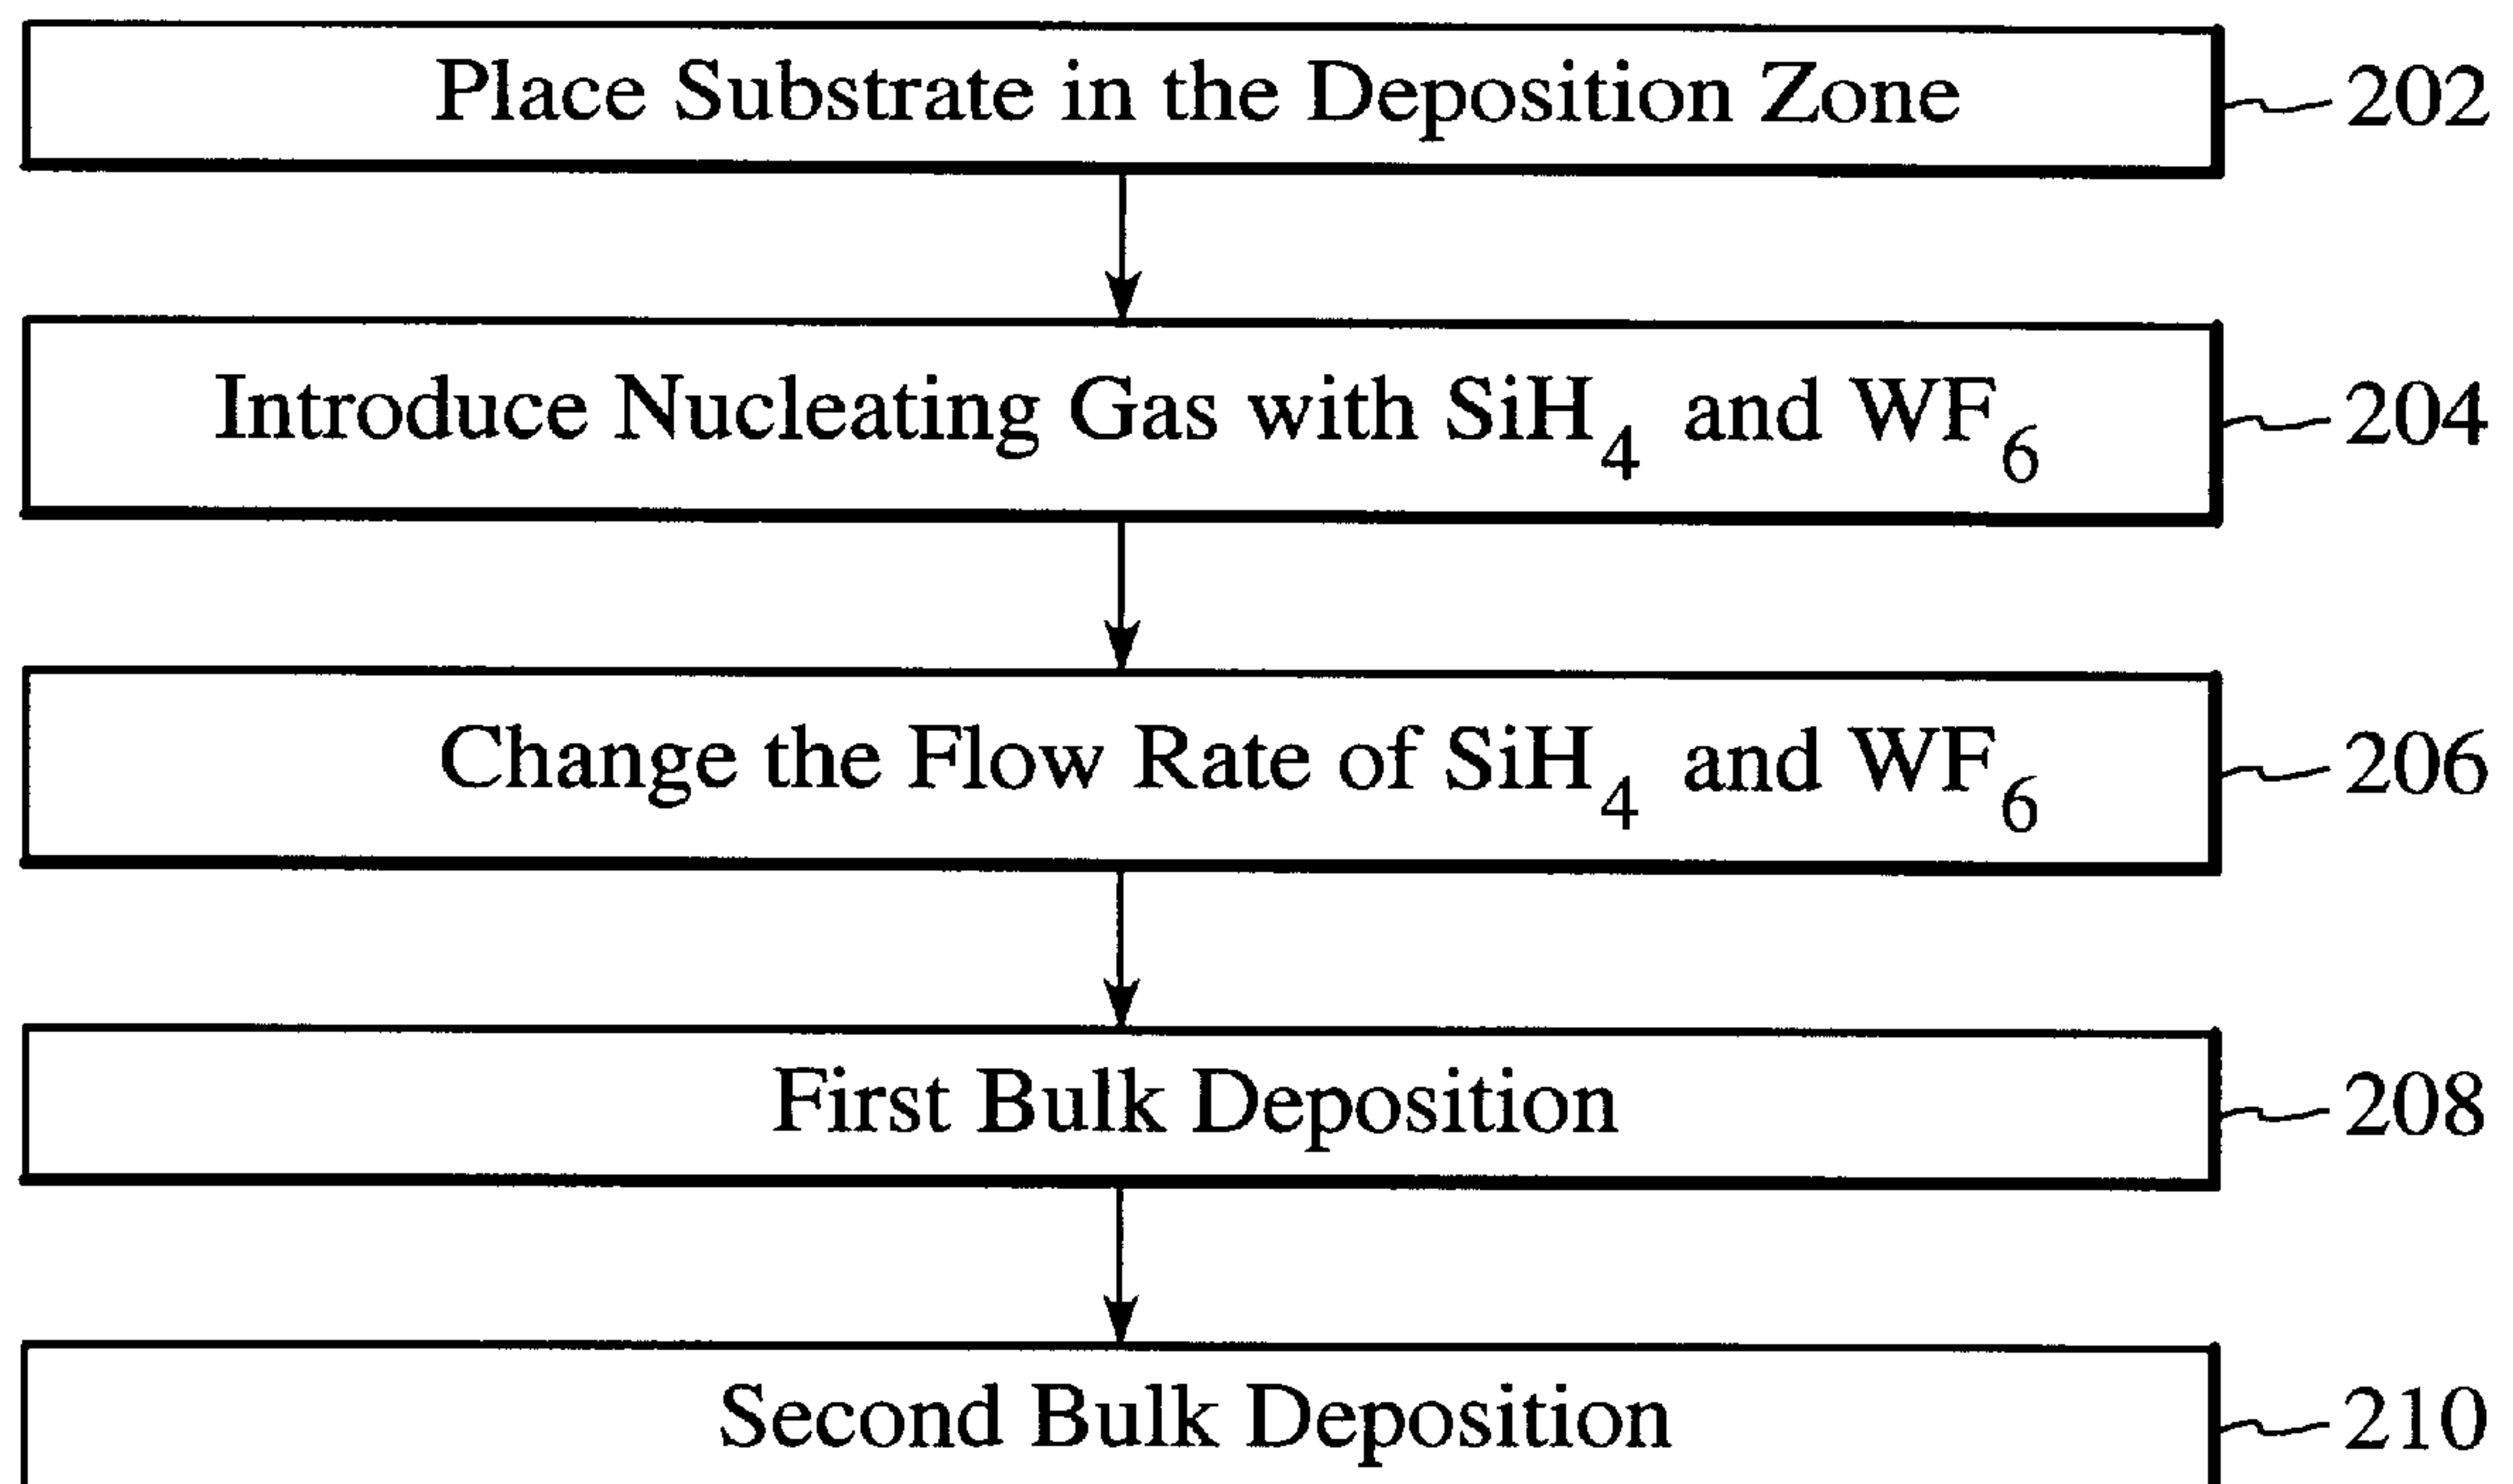 Place Substrate in the Deposition Zone 202
Introduce Nucleating Gas with SiH4 and WF6 204
Change the Flow Rate of SiH4 and WF6 206
First Bulk Deposition 208
Second Bulk Deposition 210